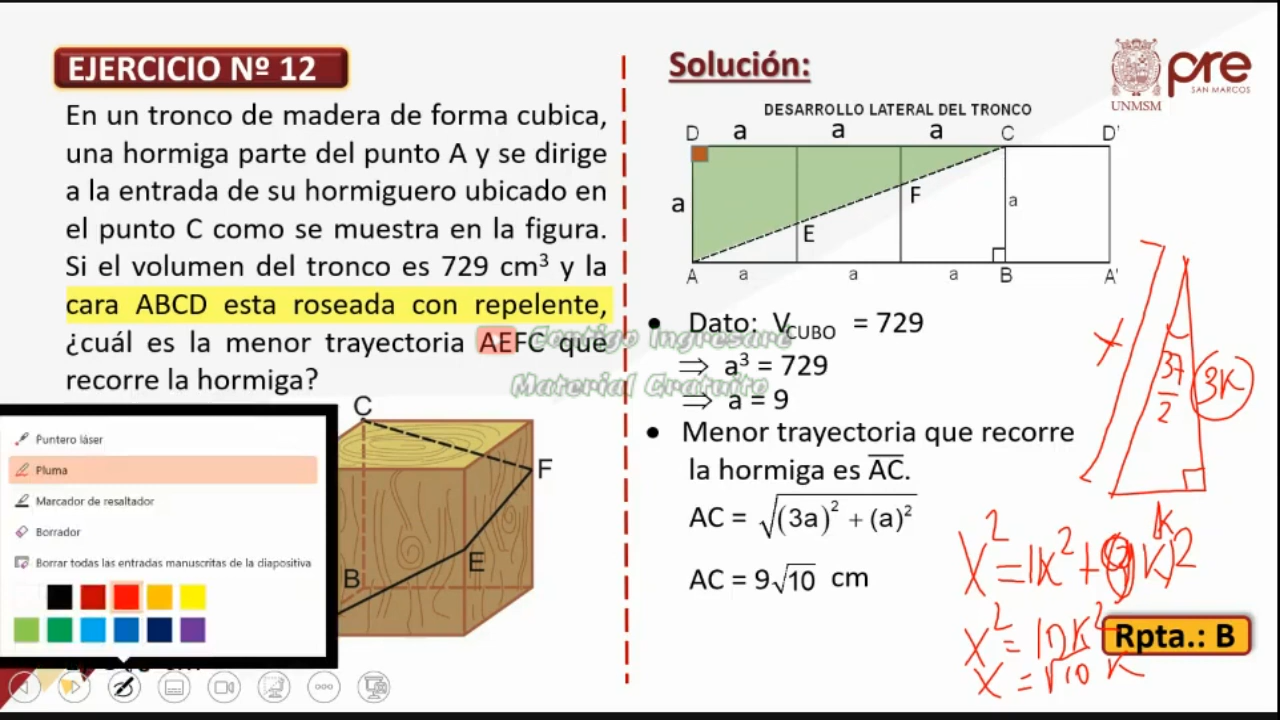 EJERCICIO Nº 12
En un tronco de madera de forma cubica,
una hormiga parte del punto A y se dirige
a la entrada de su hormiguero ubicado en
el punto C como se muestra en la figura.
Si el volumen del tronco es 729 cm³ y la
cara ABCD esta roseada con repelente,
¿cuál es la menor trayectoria AEFC que
recorre la hormiga?
Puntero láser
Pluma
Marcador de resaltador
Borrador
Borrar todas las entradas manuscritas de la diapositiva
C
F
E
B
Solución:
pre
SAN MARCOS
UNMSM
DESARROLLO LATERAL DEL TRONCO
D a a a C D'
a F a
E
A a a a B A'
Contigo Ingresare
Material Gratuito
• Dato: V CUBO = 729
⇒ a³ = 729
⇒ a = 9
• Menor trayectoria que recorre
la hormiga es AC.
AC = √(3a)² + (a)²
AC = 9√10 cm
X 37/2 3K
K
X² = 1K² + (3K)²
X² = 10K²
X = √10 K
Rpta.: B